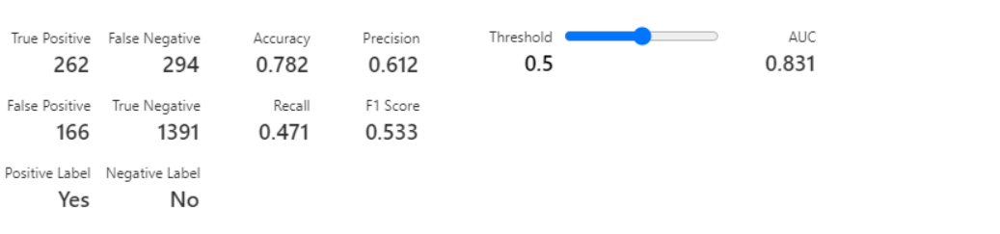 True Positive False Negative Accuracy Precision Threshold AUC
262 294 0.782 0.612 0.5 0.831
False Positive True Negative Recall F1 Score
166 1391 0.471 0.533
Positive Label Negative Label
Yes No